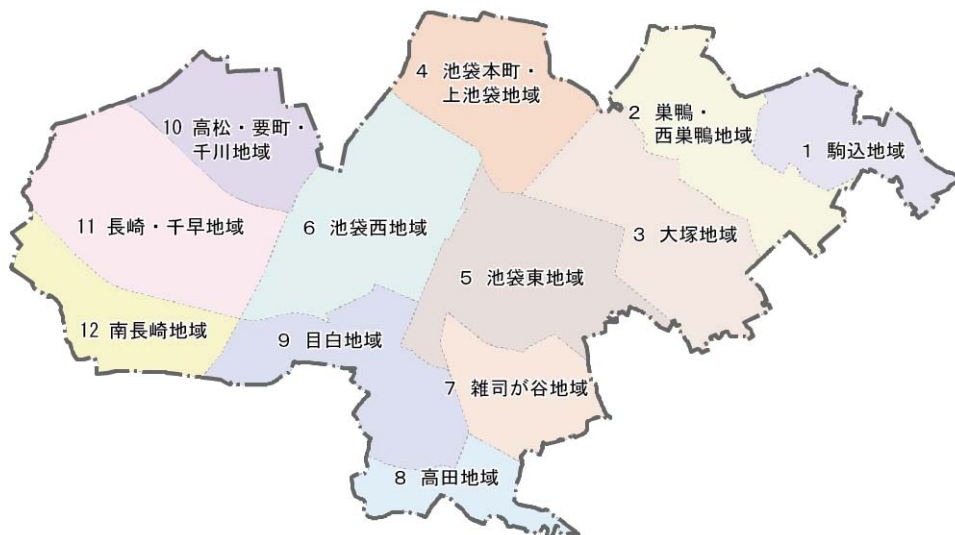 4 池袋本町・
上池袋地域
2 巣鴨・
西巣鴨地域
10 高松・要町・
千川地域
1 駒込地域
11 長崎・千早地域
6 池袋西地域
3 大塚地域
5 池袋東地域
12 南長崎地域
9 目白地域
7 雑司が谷地域
8 高田地域